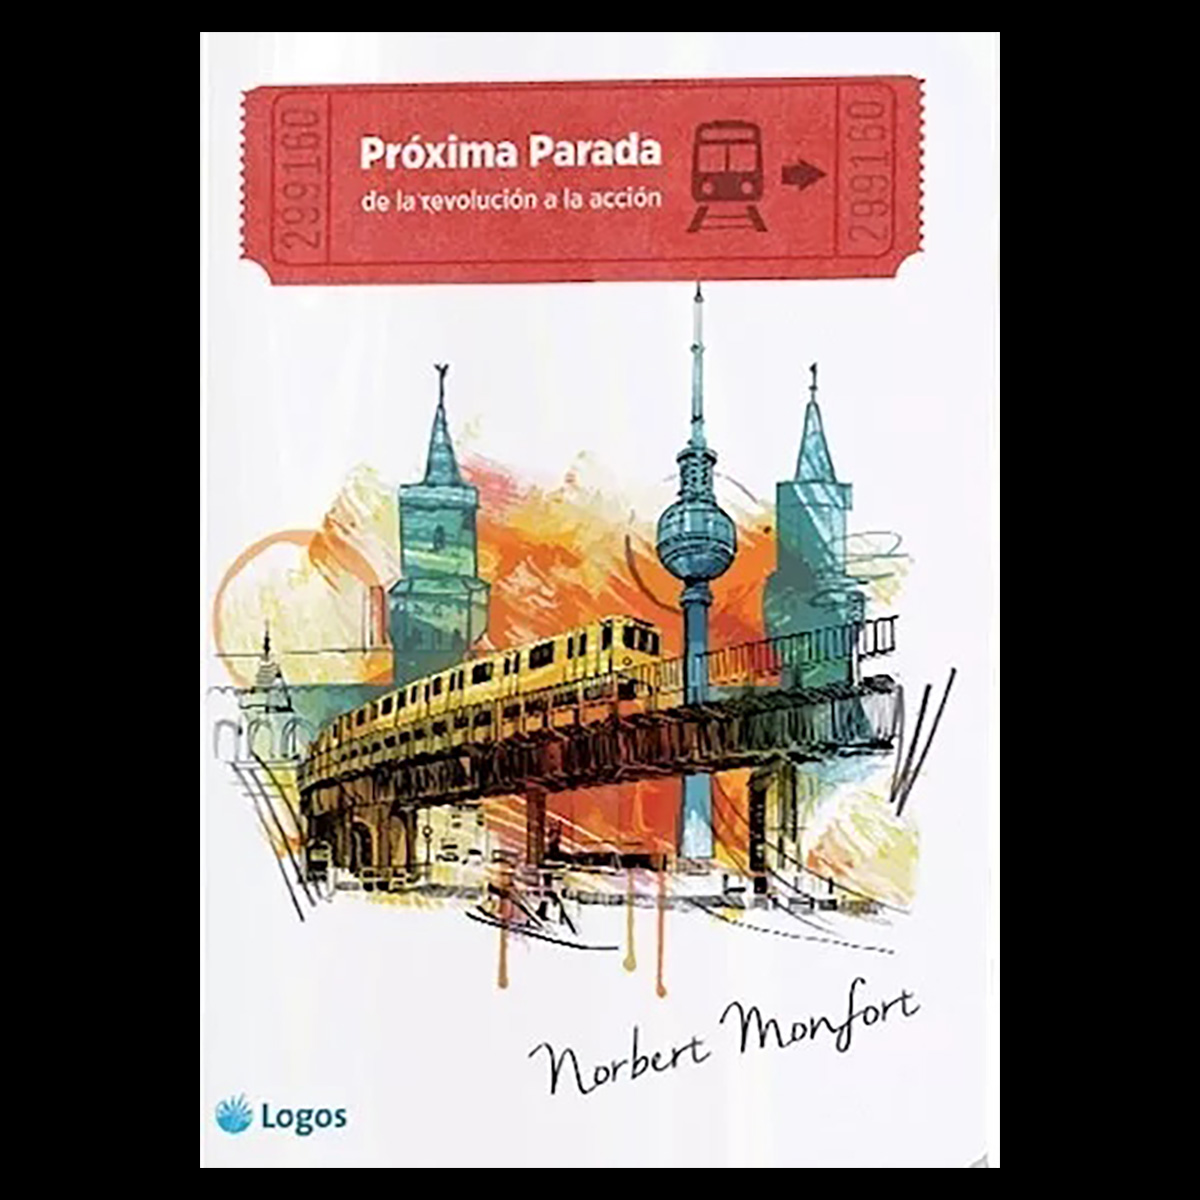 299160
Próxima Parada
de la revolución a la acción
299160
Norbert Monfort
Logos